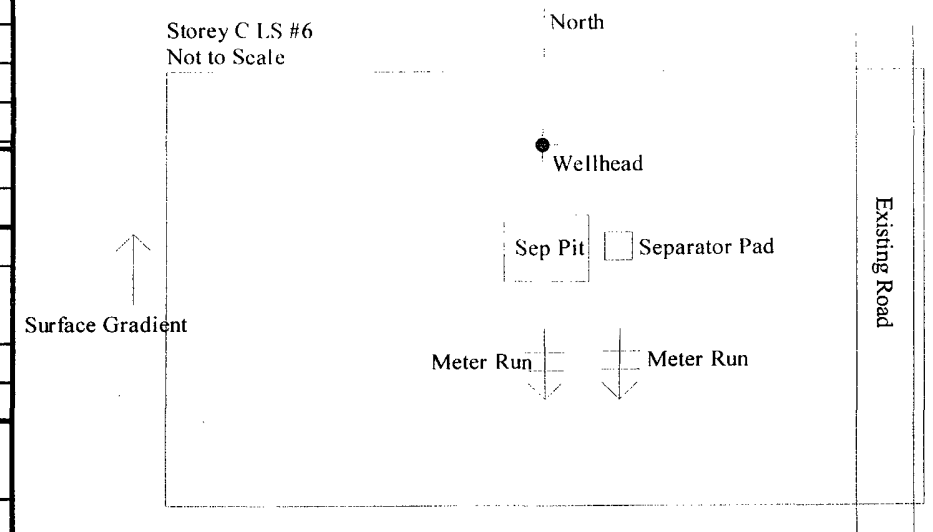 Storey C LS #6
Not to Scale
North
Wellhead
Existing Road
Sep Pit
Separator Pad
Surface Gradient
Meter Run
Meter Run